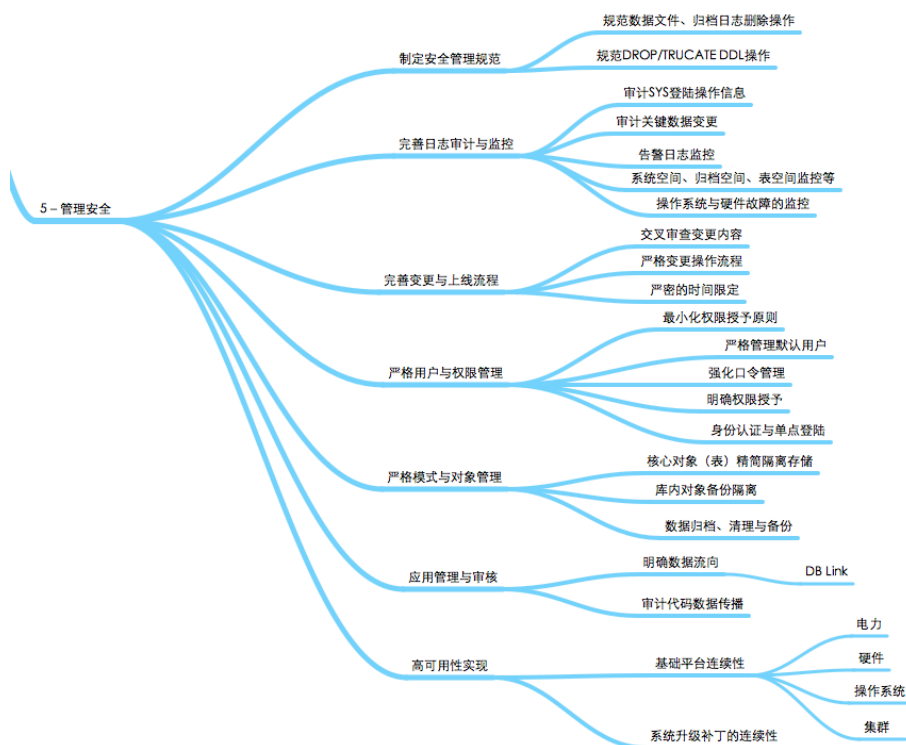 5 – 管理安全
制定安全管理规范
规范数据文件、归档日志删除操作
规范DROP/TRUCATE DDL操作
完善日志审计与监控
审计SYS登陆操作信息
审计关键数据变更
告警日志监控
系统空间、归档空间、表空间监控等
操作系统与硬件故障的监控
完善变更与上线流程
交叉审查变更内容
严格变更操作流程
严密的时间限定
严格用户与权限管理
最小化权限授予原则
严格管理默认用户
强化口令管理
明确权限授予
身份认证与单点登陆
严格模式与对象管理
核心对象（表）精简隔离存储
库内对象备份隔离
数据归档、清理与备份
应用管理与审核
明确数据流向
DB Link
审计代码数据传播
高可用性实现
基础平台连续性
电力
硬件
操作系统
集群
系统升级补丁的连续性